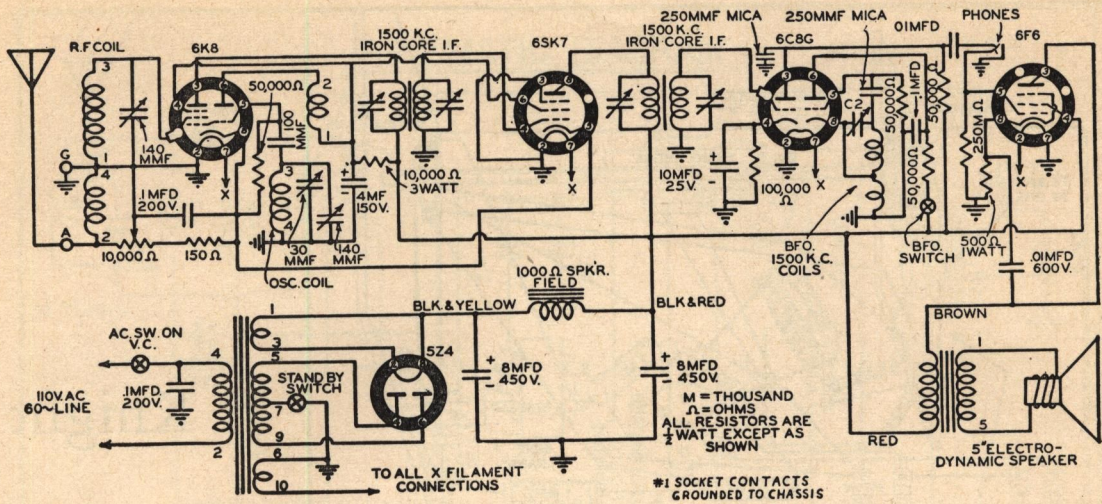 R.F COIL
3
1
4
2
G
A
140
MMF
6K8
50,000Ω
100
MMF
.1MFD
200V.
10,000Ω
150Ω
3
4
30
MMF
140
MMF
OSC.COIL
2
1
4MF
150V.
10,000Ω
3WATT
1500 K.C.
IRON CORE I.F.
6SK7
X
X
1500 K.C.
IRON-CORE I.F.
250MMF MICA
250MMF MICA
6C8G
.01MFD
PHONES
6F6
10MFD
25V.
100,000
Ω
X
C2
50,000Ω
50,000Ω
.1MFD
50,000Ω
250MΩ
500Ω
1WATT
X
BFO.
1500 K.C.
COILS
BFO.
SWITCH
.01MFD
600V.
1000Ω SPK'R.
FIELD
BLK.&YELLOW
BLK&RED
AC.SW.ON
V.C.
110V.AC
60~LINE
.1MFD.
200V.
4
2
1
3
5
7
9
6
10
STAND BY
SWITCH
5Z4
8MFD
450V.
8MFD
450V.
TO ALL X FILAMENT
CONNECTIONS
M = THOUSAND
Ω = OHMS
ALL RESISTORS ARE
½ WATT EXCEPT AS
SHOWN
#1 SOCKET CONTACTS
GROUNDED TO CHASSIS
BROWN
RED
1
5
5"ELECTRO-
DYNAMIC SPEAKER